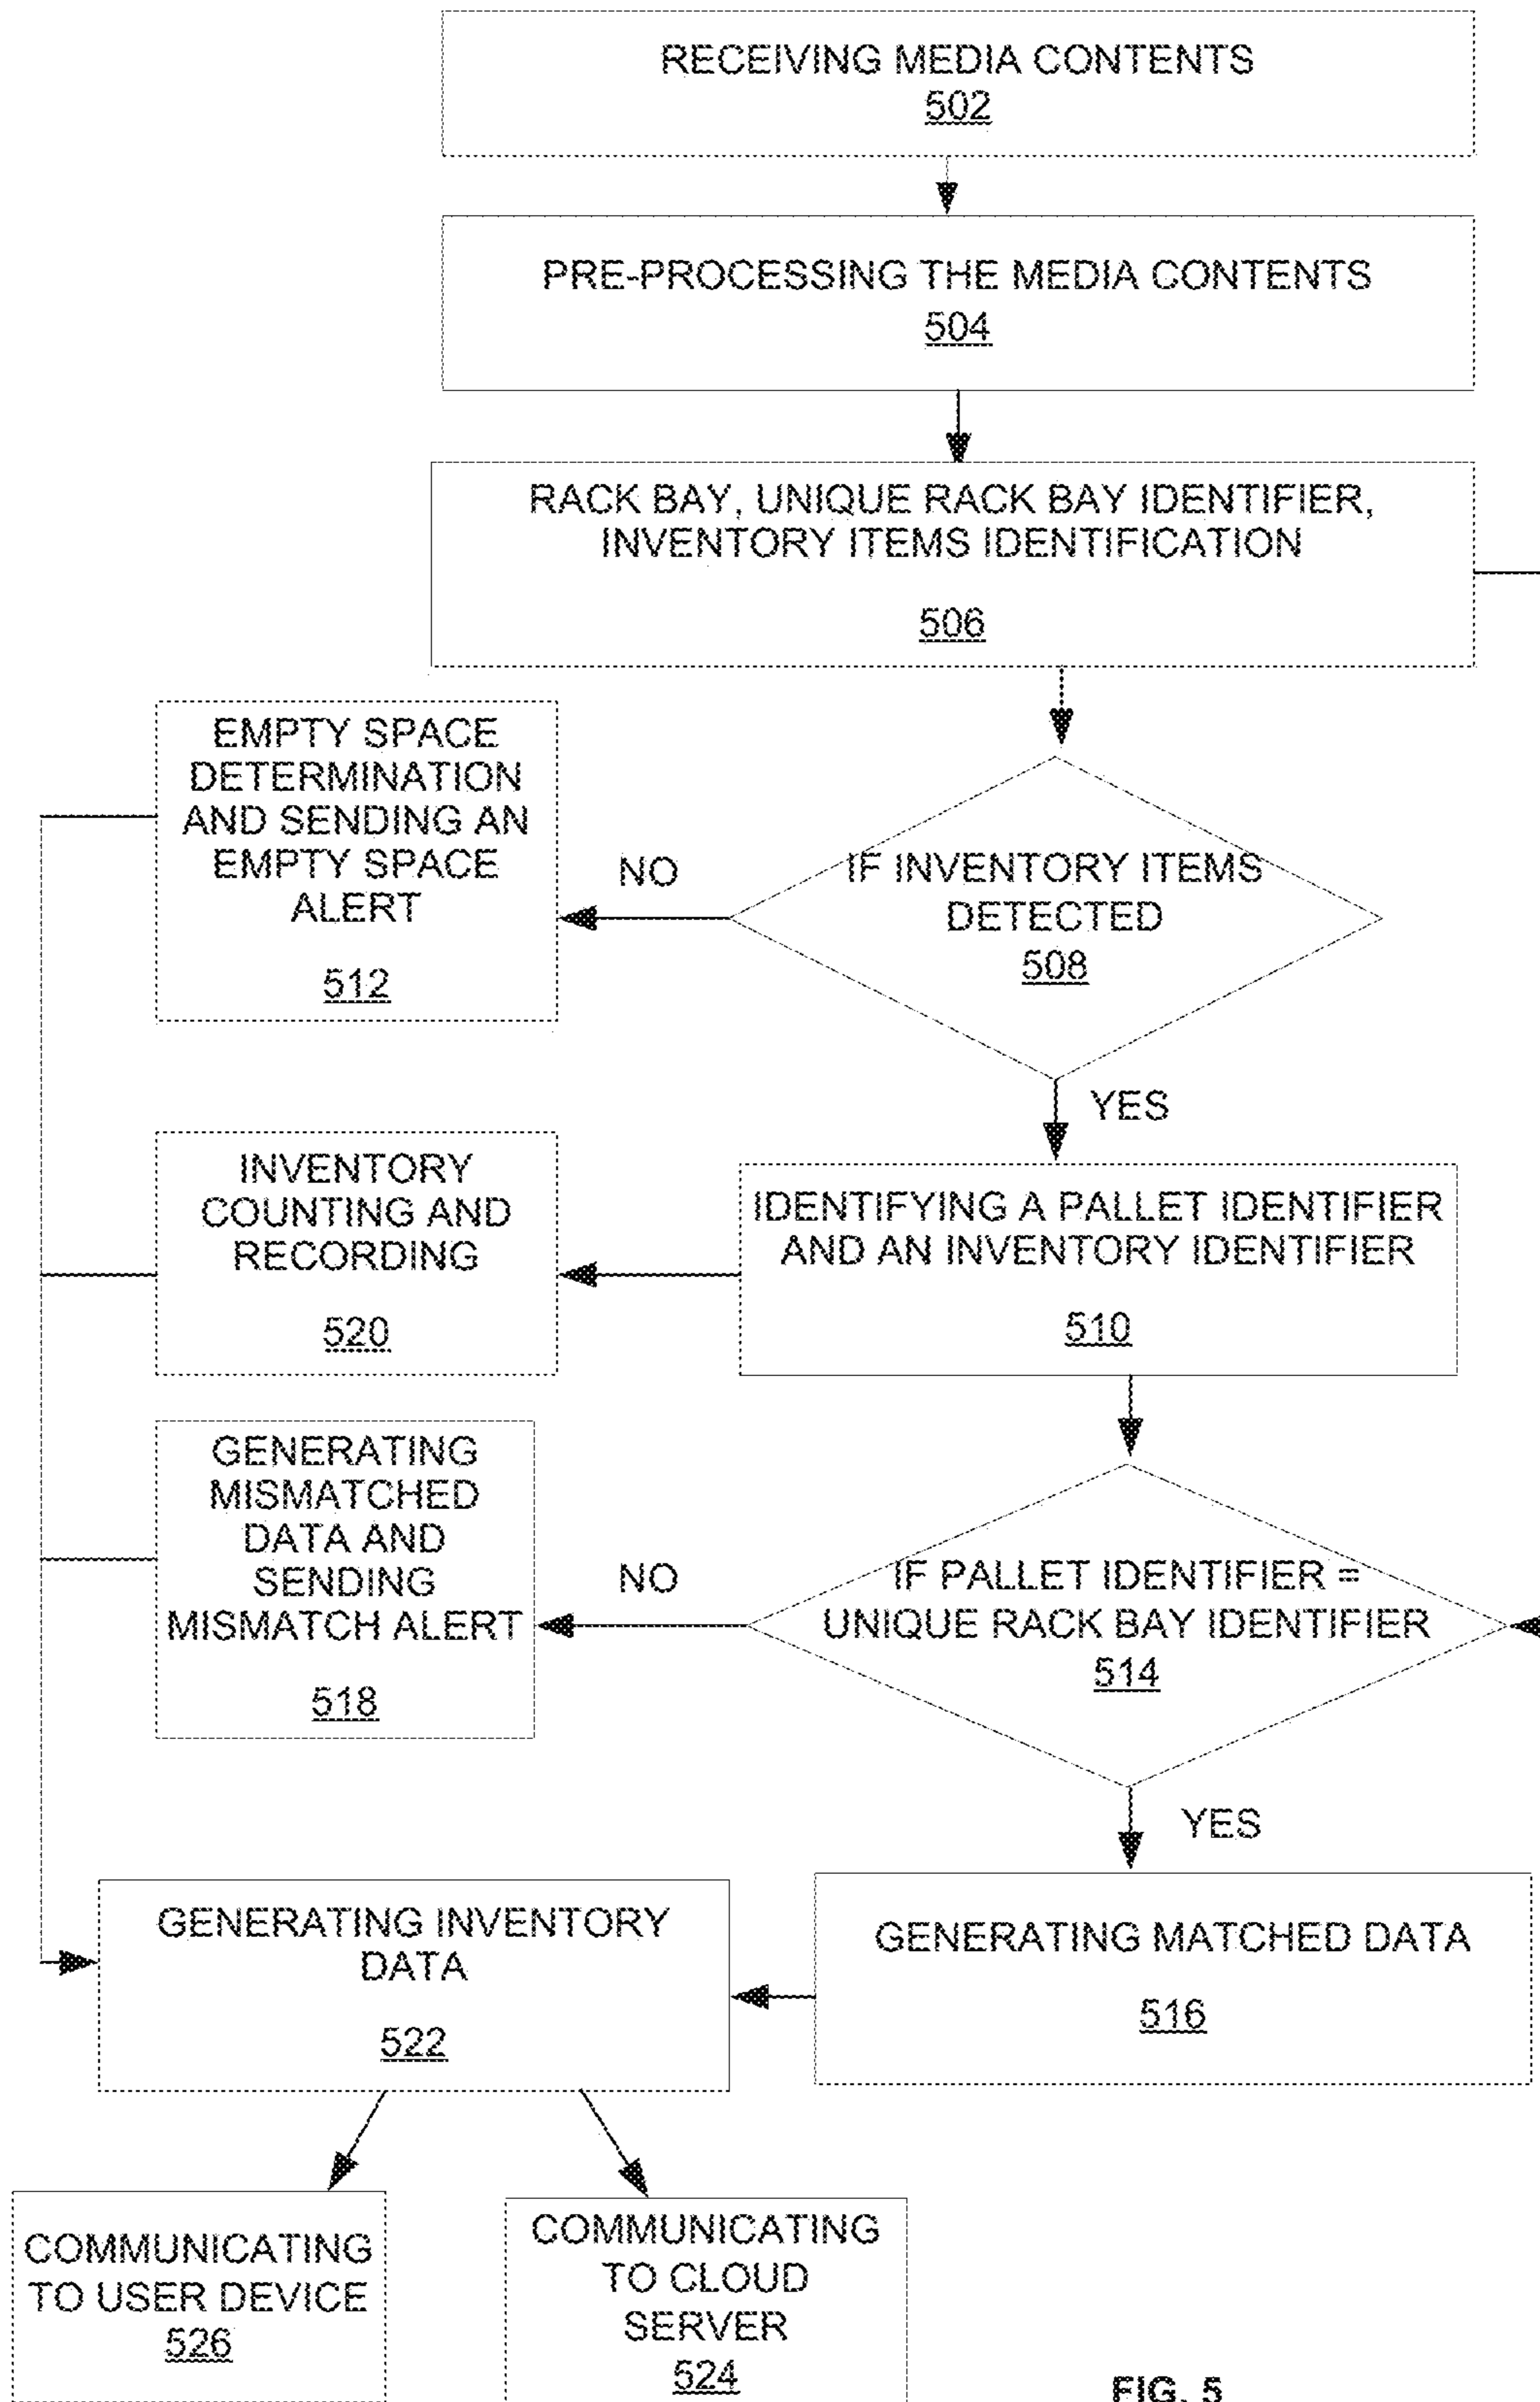 RECEIVING MEDIA CONTENTS
502
PRE-PROCESSING THE MEDIA CONTENTS
504
RACK BAY, UNIQUE RACK BAY IDENTIFIER,
INVENTORY ITEMS IDENTIFICATION
506
EMPTY SPACE
DETERMINATION
AND SENDING AN
EMPTY SPACE
ALERT
512
NO
IF INVENTORY ITEMS
DETECTED
508
YES
INVENTORY
COUNTING AND
RECORDING
520
IDENTIFYING A PALLET IDENTIFIER
AND AN INVENTORY IDENTIFIER
510
GENERATING
MISMATCHED
DATA AND
SENDING
MISMATCH ALERT
518
NO
IF PALLET IDENTIFIER =
UNIQUE RACK BAY IDENTIFIER
514
YES
GENERATING INVENTORY
DATA
522
GENERATING MATCHED DATA
516
COMMUNICATING
TO USER DEVICE
526
COMMUNICATING
TO CLOUD
SERVER
524
FIG. 5